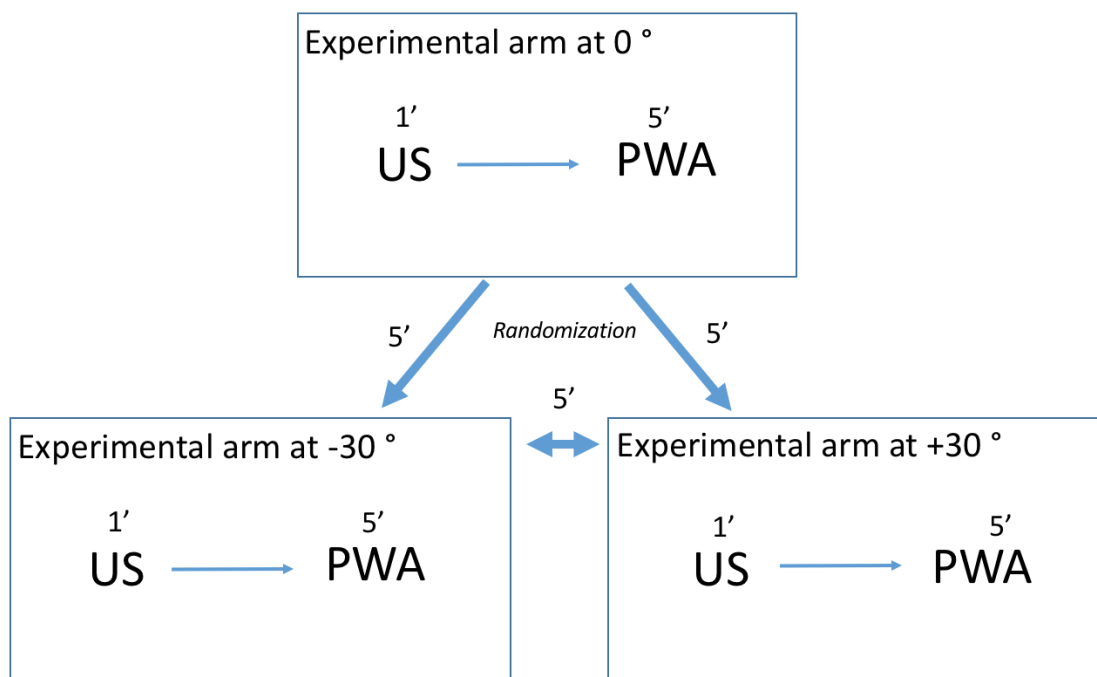 Experimental arm at 0 °
1’ 5’
US PWA
5’ Randomization 5’
5’
Experimental arm at -30 °
1’ 5’
US PWA
Experimental arm at +30 °
1’ 5’
US PWA